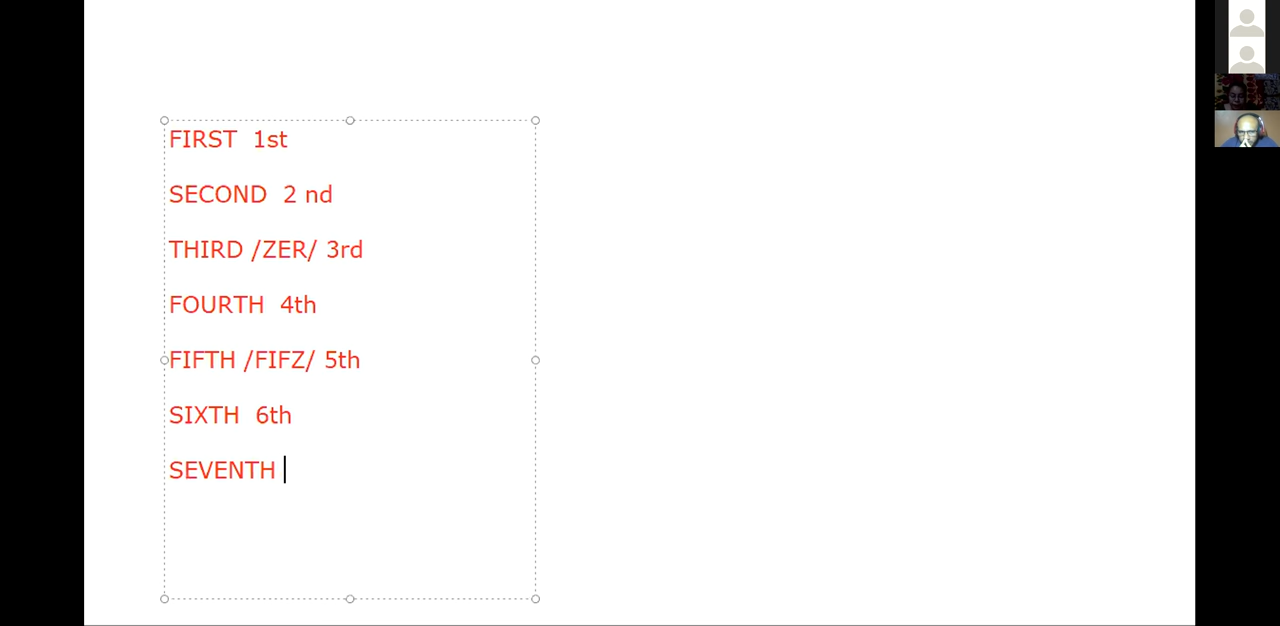 FIRST  1st
SECOND  2 nd
THIRD /ZER/ 3rd
FOURTH  4th
FIFTH /FIFZ/ 5th
SIXTH  6th
SEVENTH